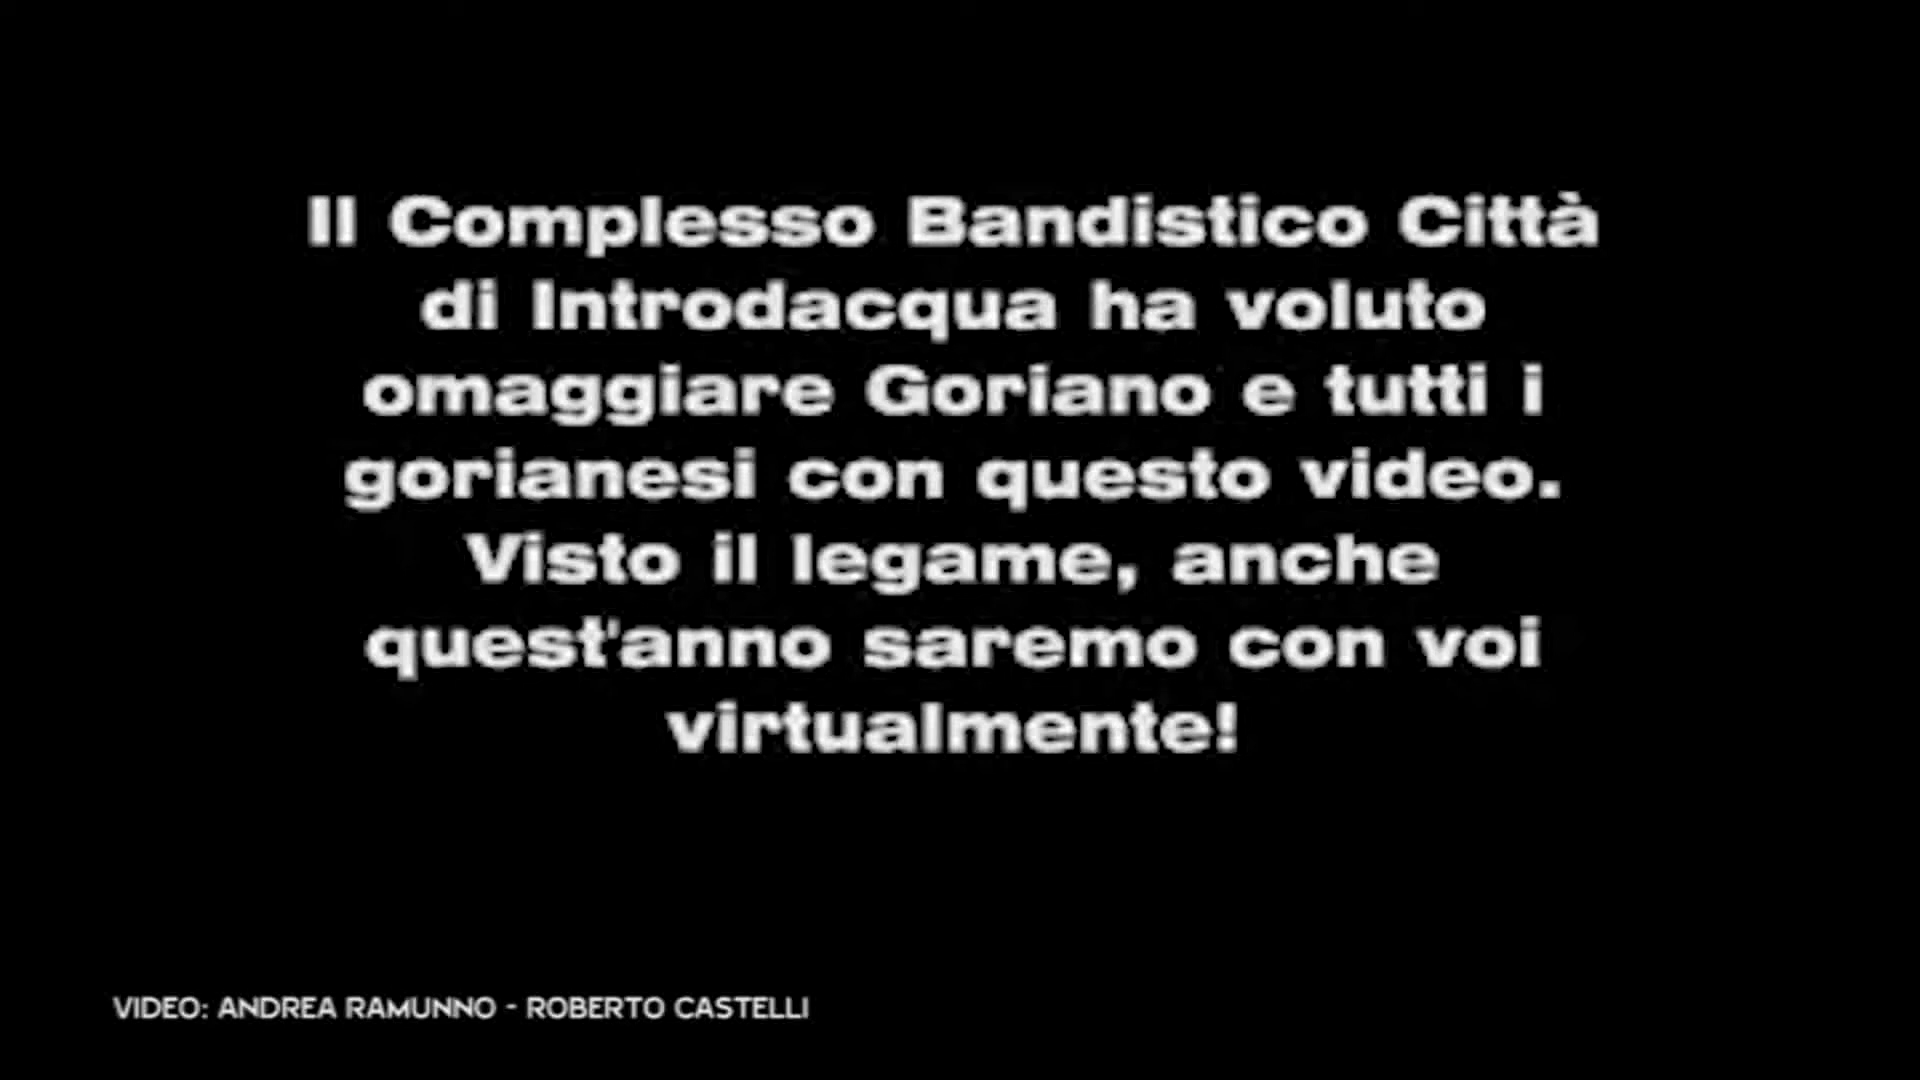 Il Complesso Bandistico Città
di Introdacqua ha voluto
omaggiare Goriano e tutti i
gorianesi con questo video.
Visto il legame, anche
quest'anno saremo con voi
virtualmente!
VIDEO: ANDREA RAMUNNO - ROBERTO CASTELLI